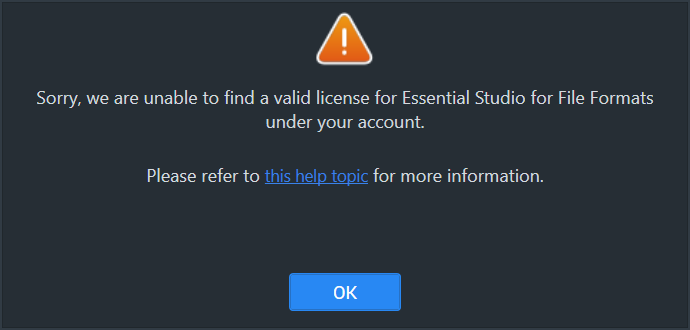 Sorry, we are unable to find a valid license for Essential Studio for File Formats
under your account.
Please refer to this help topic for more information.
OK